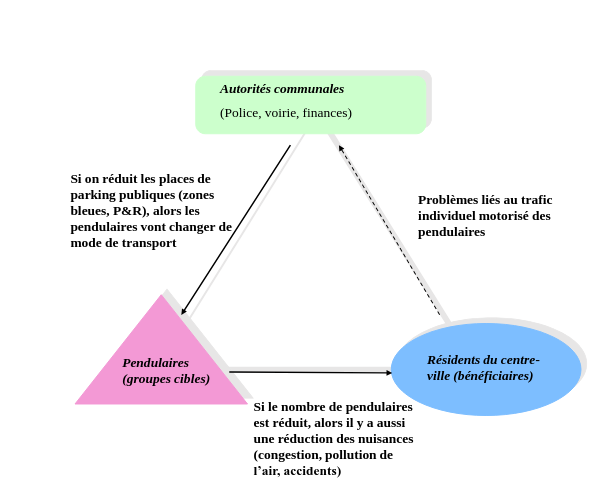 Autorités communales
(Police, voirie, finances)
Si on réduit les places de
parking publiques (zones
bleues, P&R), alors les
pendulaires vont changer de
mode de transport
Problèmes liés au trafic
individuel motorisé des
pendulaires
Pendulaires
(groupes cibles)
Résidents du centre-
ville (bénéficiaires)
Si le nombre de pendulaires
est réduit, alors il y a aussi
une réduction des nuisances
(congestion, pollution de
l’air, accidents)